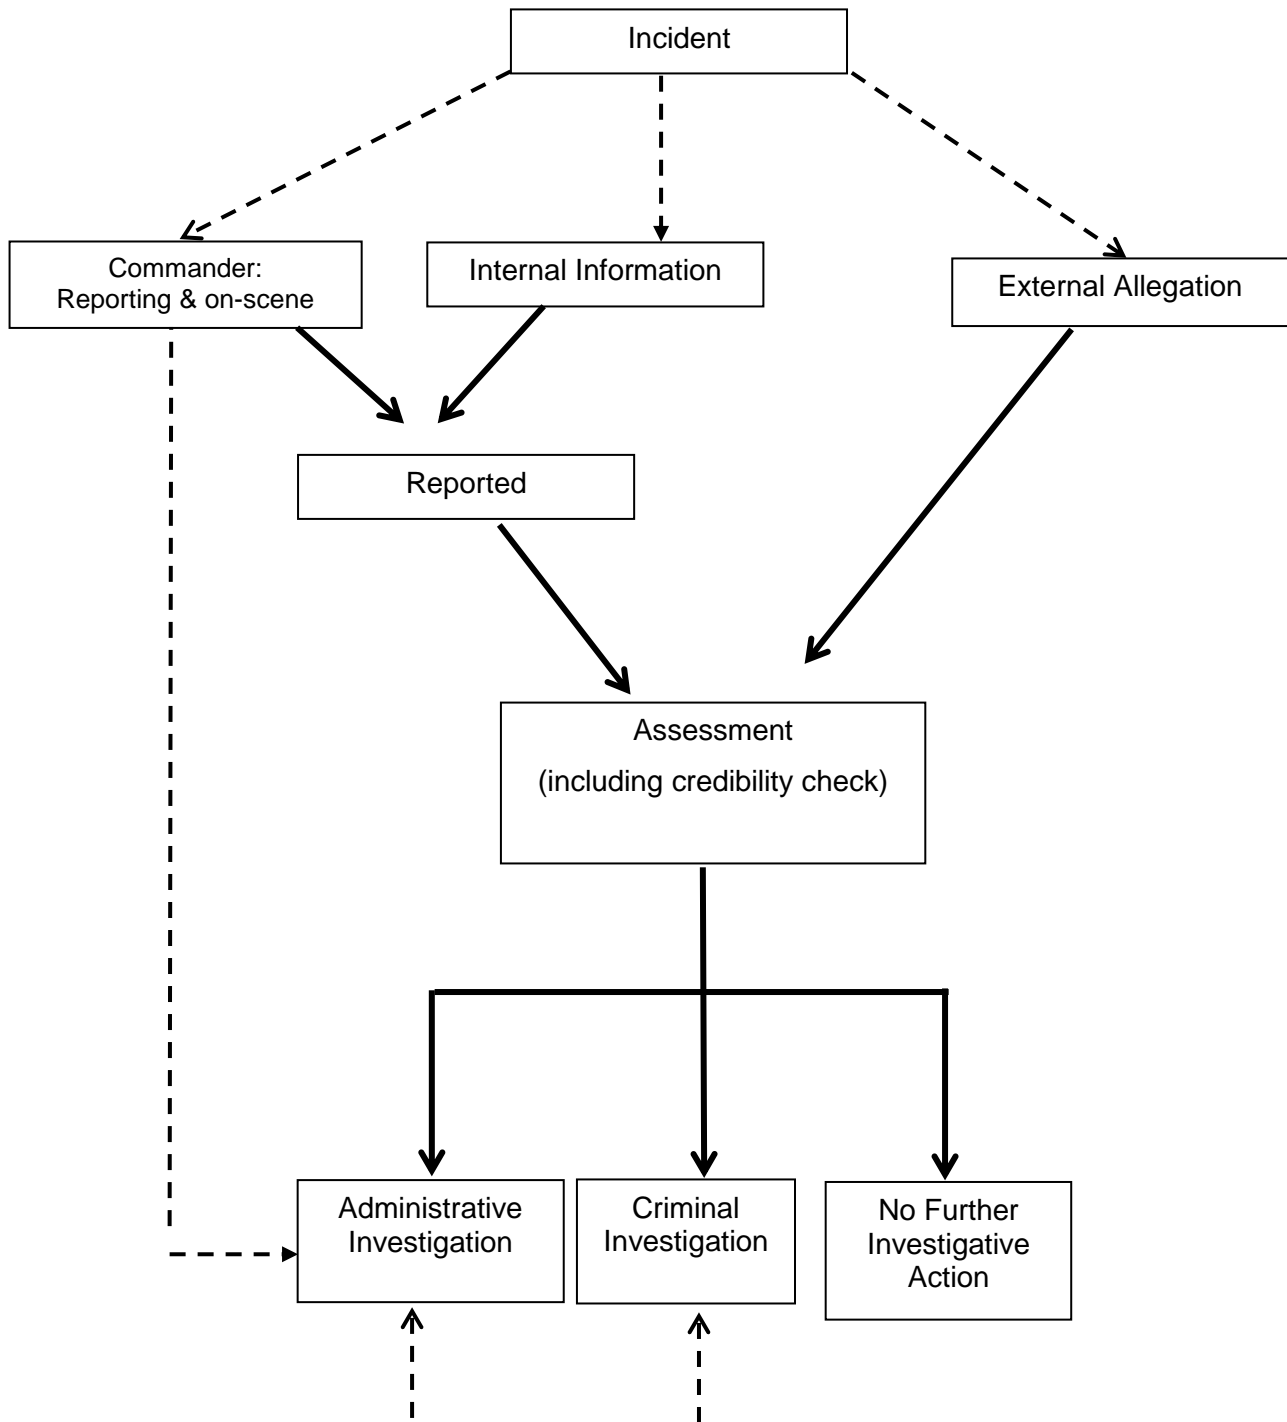 Incident
Commander:
Reporting & on-scene
Internal Information
External Allegation
Reported
Assessment
(including credibility check)
Administrative
Investigation
Criminal
Investigation
No Further
Investigative
Action